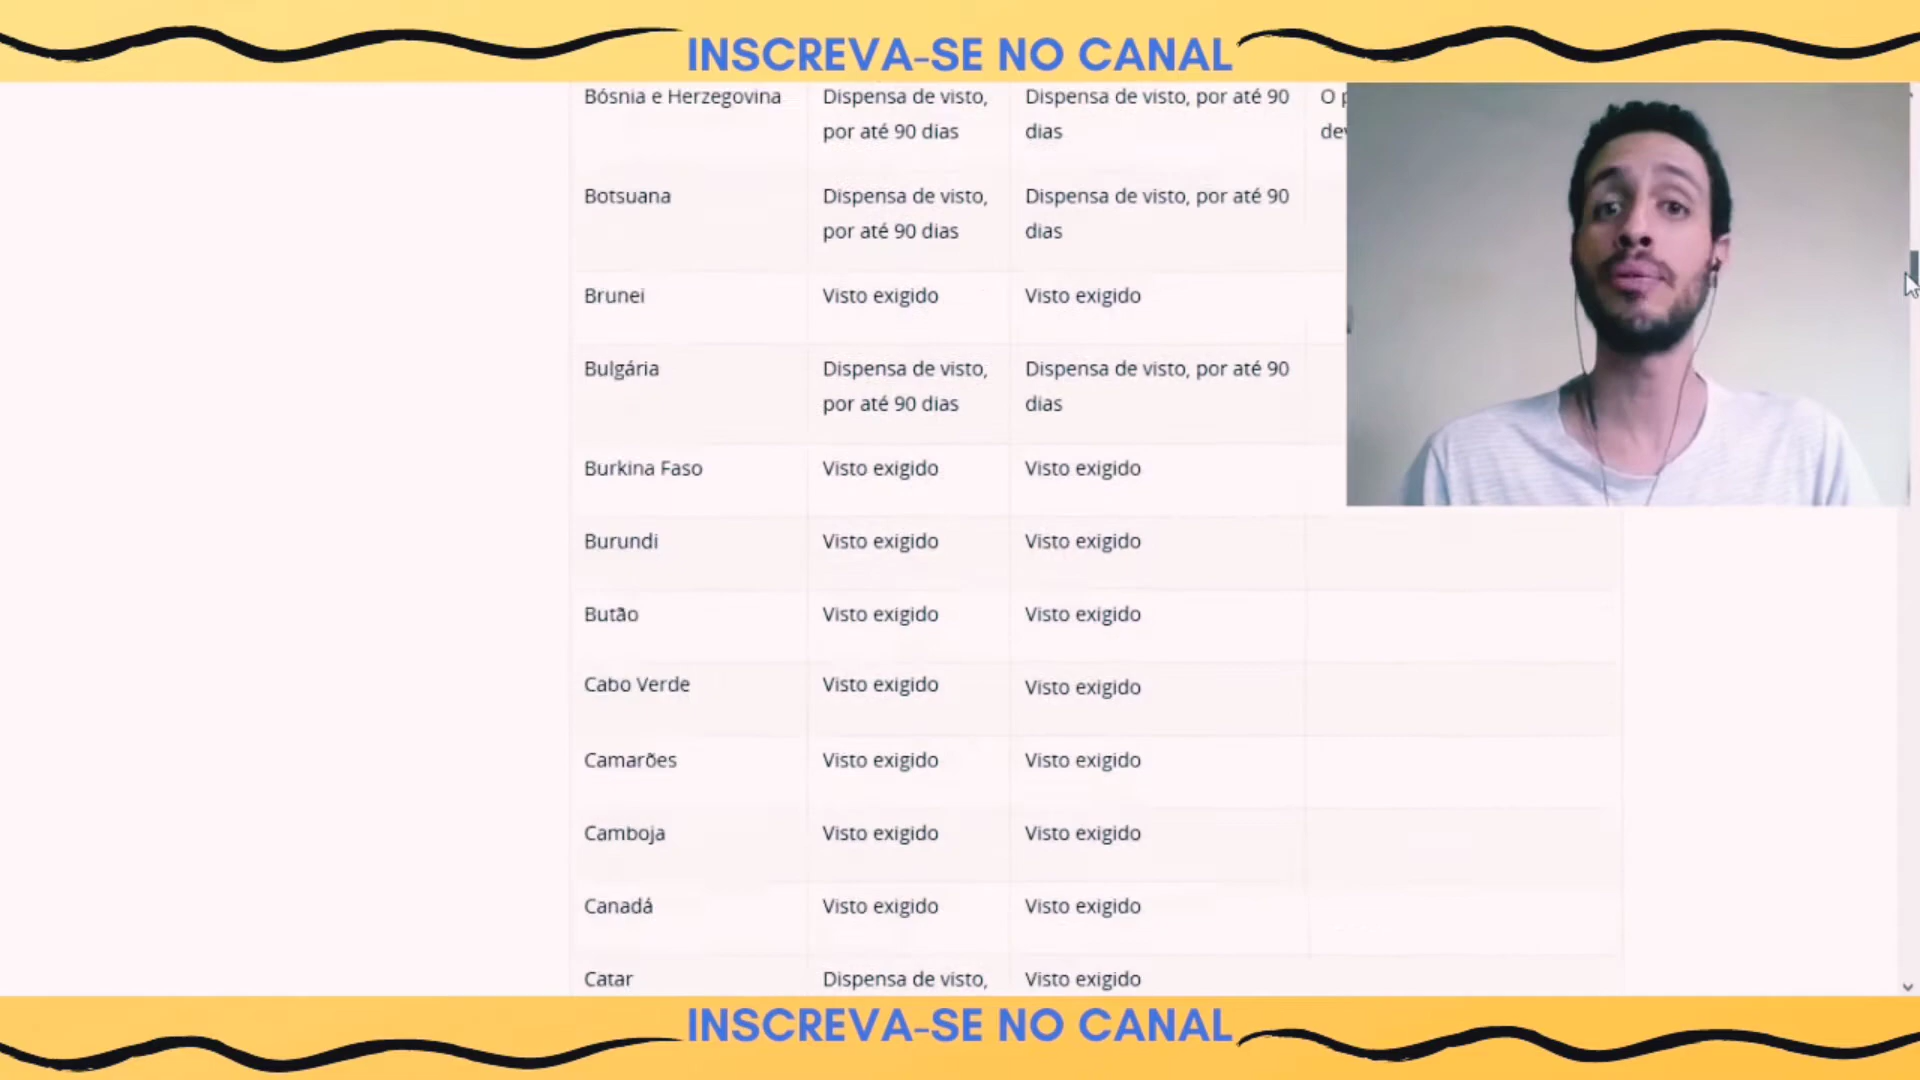 INSCREVA-SE NO CANAL
Bósnia e Herzegovina Dispensa de visto, Dispensa de visto, por até 90 O
por até 90 dias dias
Botsuana Dispensa de visto, Dispensa de visto, por até 90
por até 90 dias dias
Brunei Visto exigido Visto exigido
Bulgária Dispensa de visto, Dispensa de visto, por até 90
por até 90 dias dias
Burkina Faso Visto exigido Visto exigido
Burundi Visto exigido Visto exigido
Butão Visto exigido Visto exigido
Cabo Verde Visto exigido Visto exigido
Camarões Visto exigido Visto exigido
Camboja Visto exigido Visto exigido
Canadá Visto exigido Visto exigido
Catar Dispensa de visto, Visto exigido
INSCREVA-SE NO CANAL